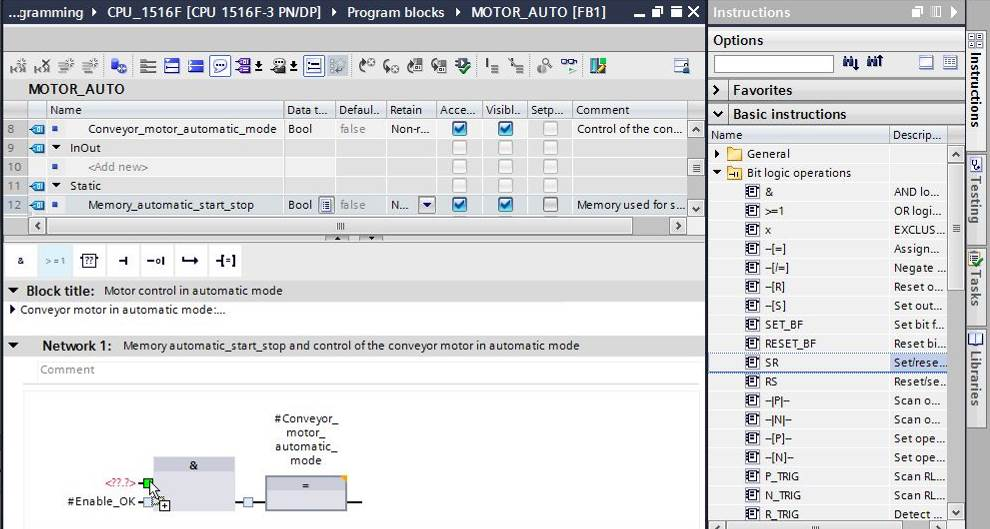 ...gramming ▸ CPU_1516F [CPU 1516F-3 PN/DP] ▸ Program blocks ▸ MOTOR_AUTO [FB1]
MOTOR_AUTO
Name Data t... Defaul.. Retain Acce... Visibl.. Setp... Comment
8 Conveyor_motor_automatic_mode Bool false Non-r... Control of the con...
9 InOut
10 <Add new>
11 Static
12 Memory_automatic_start_stop Bool false N... Memory used for s...
& >=1 ?? ⊣ -o| ↦ -[=]
Block title: Motor control in automatic mode
Conveyor motor in automatic mode:...
Network 1: Memory automatic_start_stop and control of the conveyor motor in automatic mode
Comment
#Conveyor_
motor_
automatic_
mode
&
=
<??.?>
#Enable_OK
Instructions
Options
Favorites
Basic instructions
Name Descrip...
General
Bit logic operations
& AND lo...
>=1 OR logi...
x EXCLUS...
-[=] Assign...
-[/=] Negate ...
-[R] Reset o...
-[S] Set out...
SET_BF Set bit f...
RESET_BF Reset bi...
SR Set/rese...
RS Reset/se...
-|P|- Scan o...
-|N|- Scan o...
-[P]- Set ope...
-[N]- Set ope...
P_TRIG Scan RL...
N_TRIG Scan RL...
R_TRIG Detect ...
Instructions
Testing
Tasks
Libraries